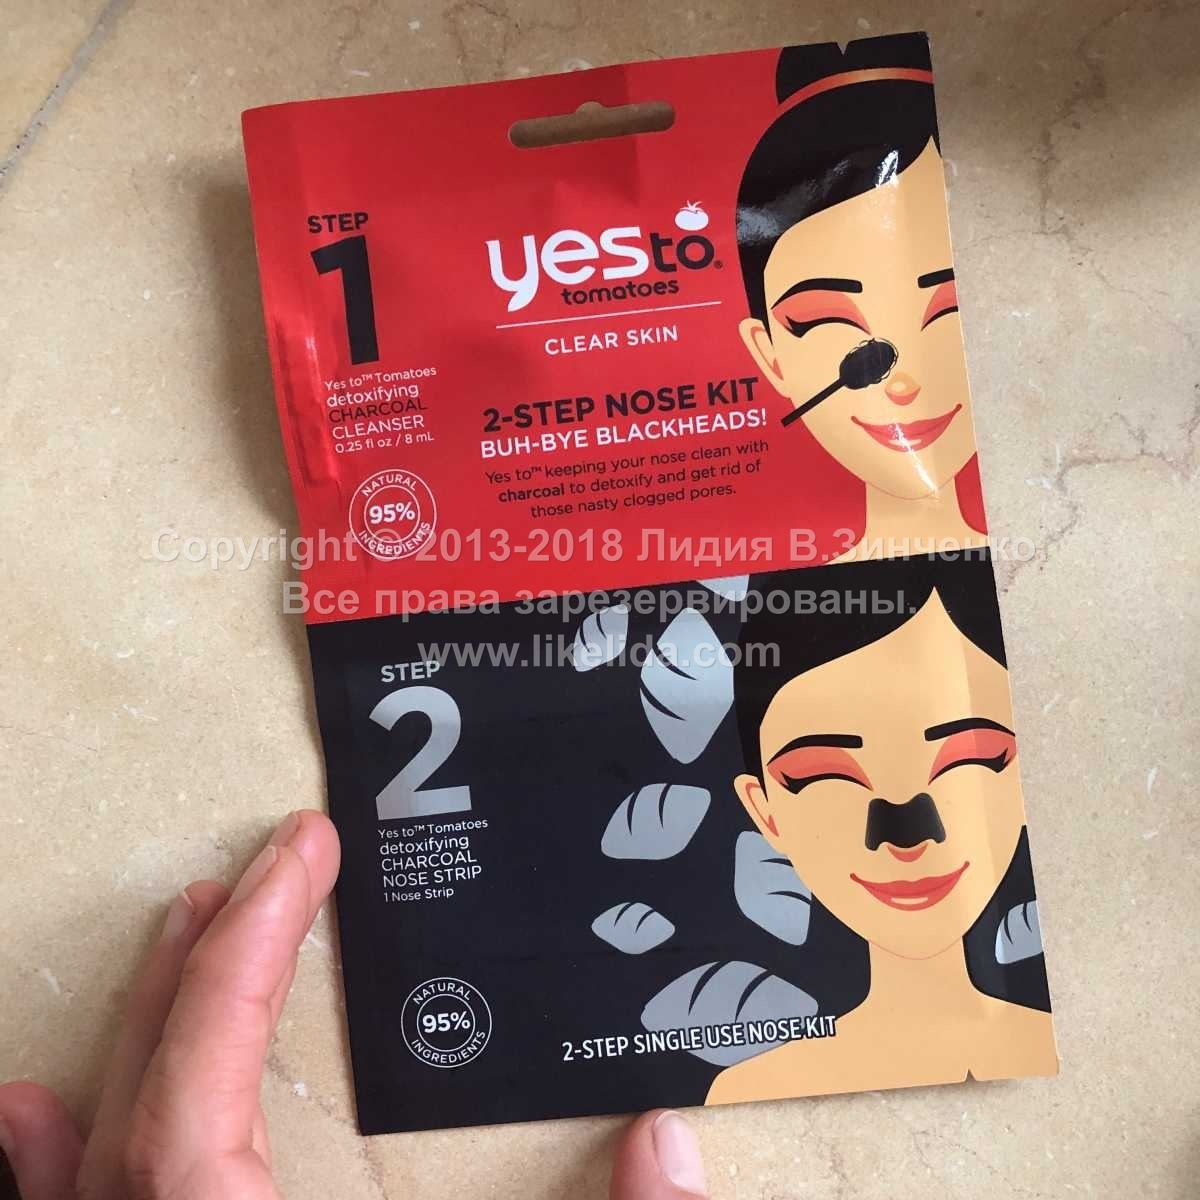 STEP
1
Yes to™ Tomatoes
detoxifying
CHARCOAL
CLEANSER
0.25 fl oz / 8 mL
NATURAL
95%
INGREDIENTS
yes to®
tomatoes
CLEAR SKIN
2-STEP NOSE KIT
BUH-BYE BLACKHEADS!
Yes to™ keeping your nose clean with
charcoal to detoxify and get rid of
those nasty clogged pores.
Copyright © 2013-2018 Лидия В.Зинченко.
Все права зарезервированы.
www.likelida.com
STEP
2
Yes to™ Tomatoes
detoxifying
CHARCOAL
NOSE STRIP
1 Nose Strip
NATURAL
95%
INGREDIENTS
2-STEP SINGLE USE NOSE KIT